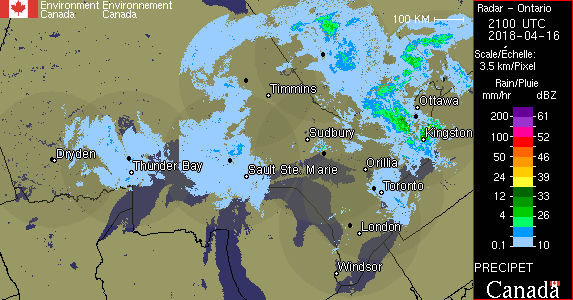 Environment Environnement
Canada Canada
100 KM
Timmins
Ottawa
Sudbury
Kingston
Dryden
Thunder Bay
Sault Ste. Marie
Orillia
Toronto
London
Windsor
Radar - Ontario
2100 UTC
2018-04-16
Scale/Échelle:
3.5 km/Pixel
Rain/Pluie
mm/hr dBZ
200 61
100 52
50 46
24 39
12 33
4 26
1 20
0.1 10
PRECIPET
Canada